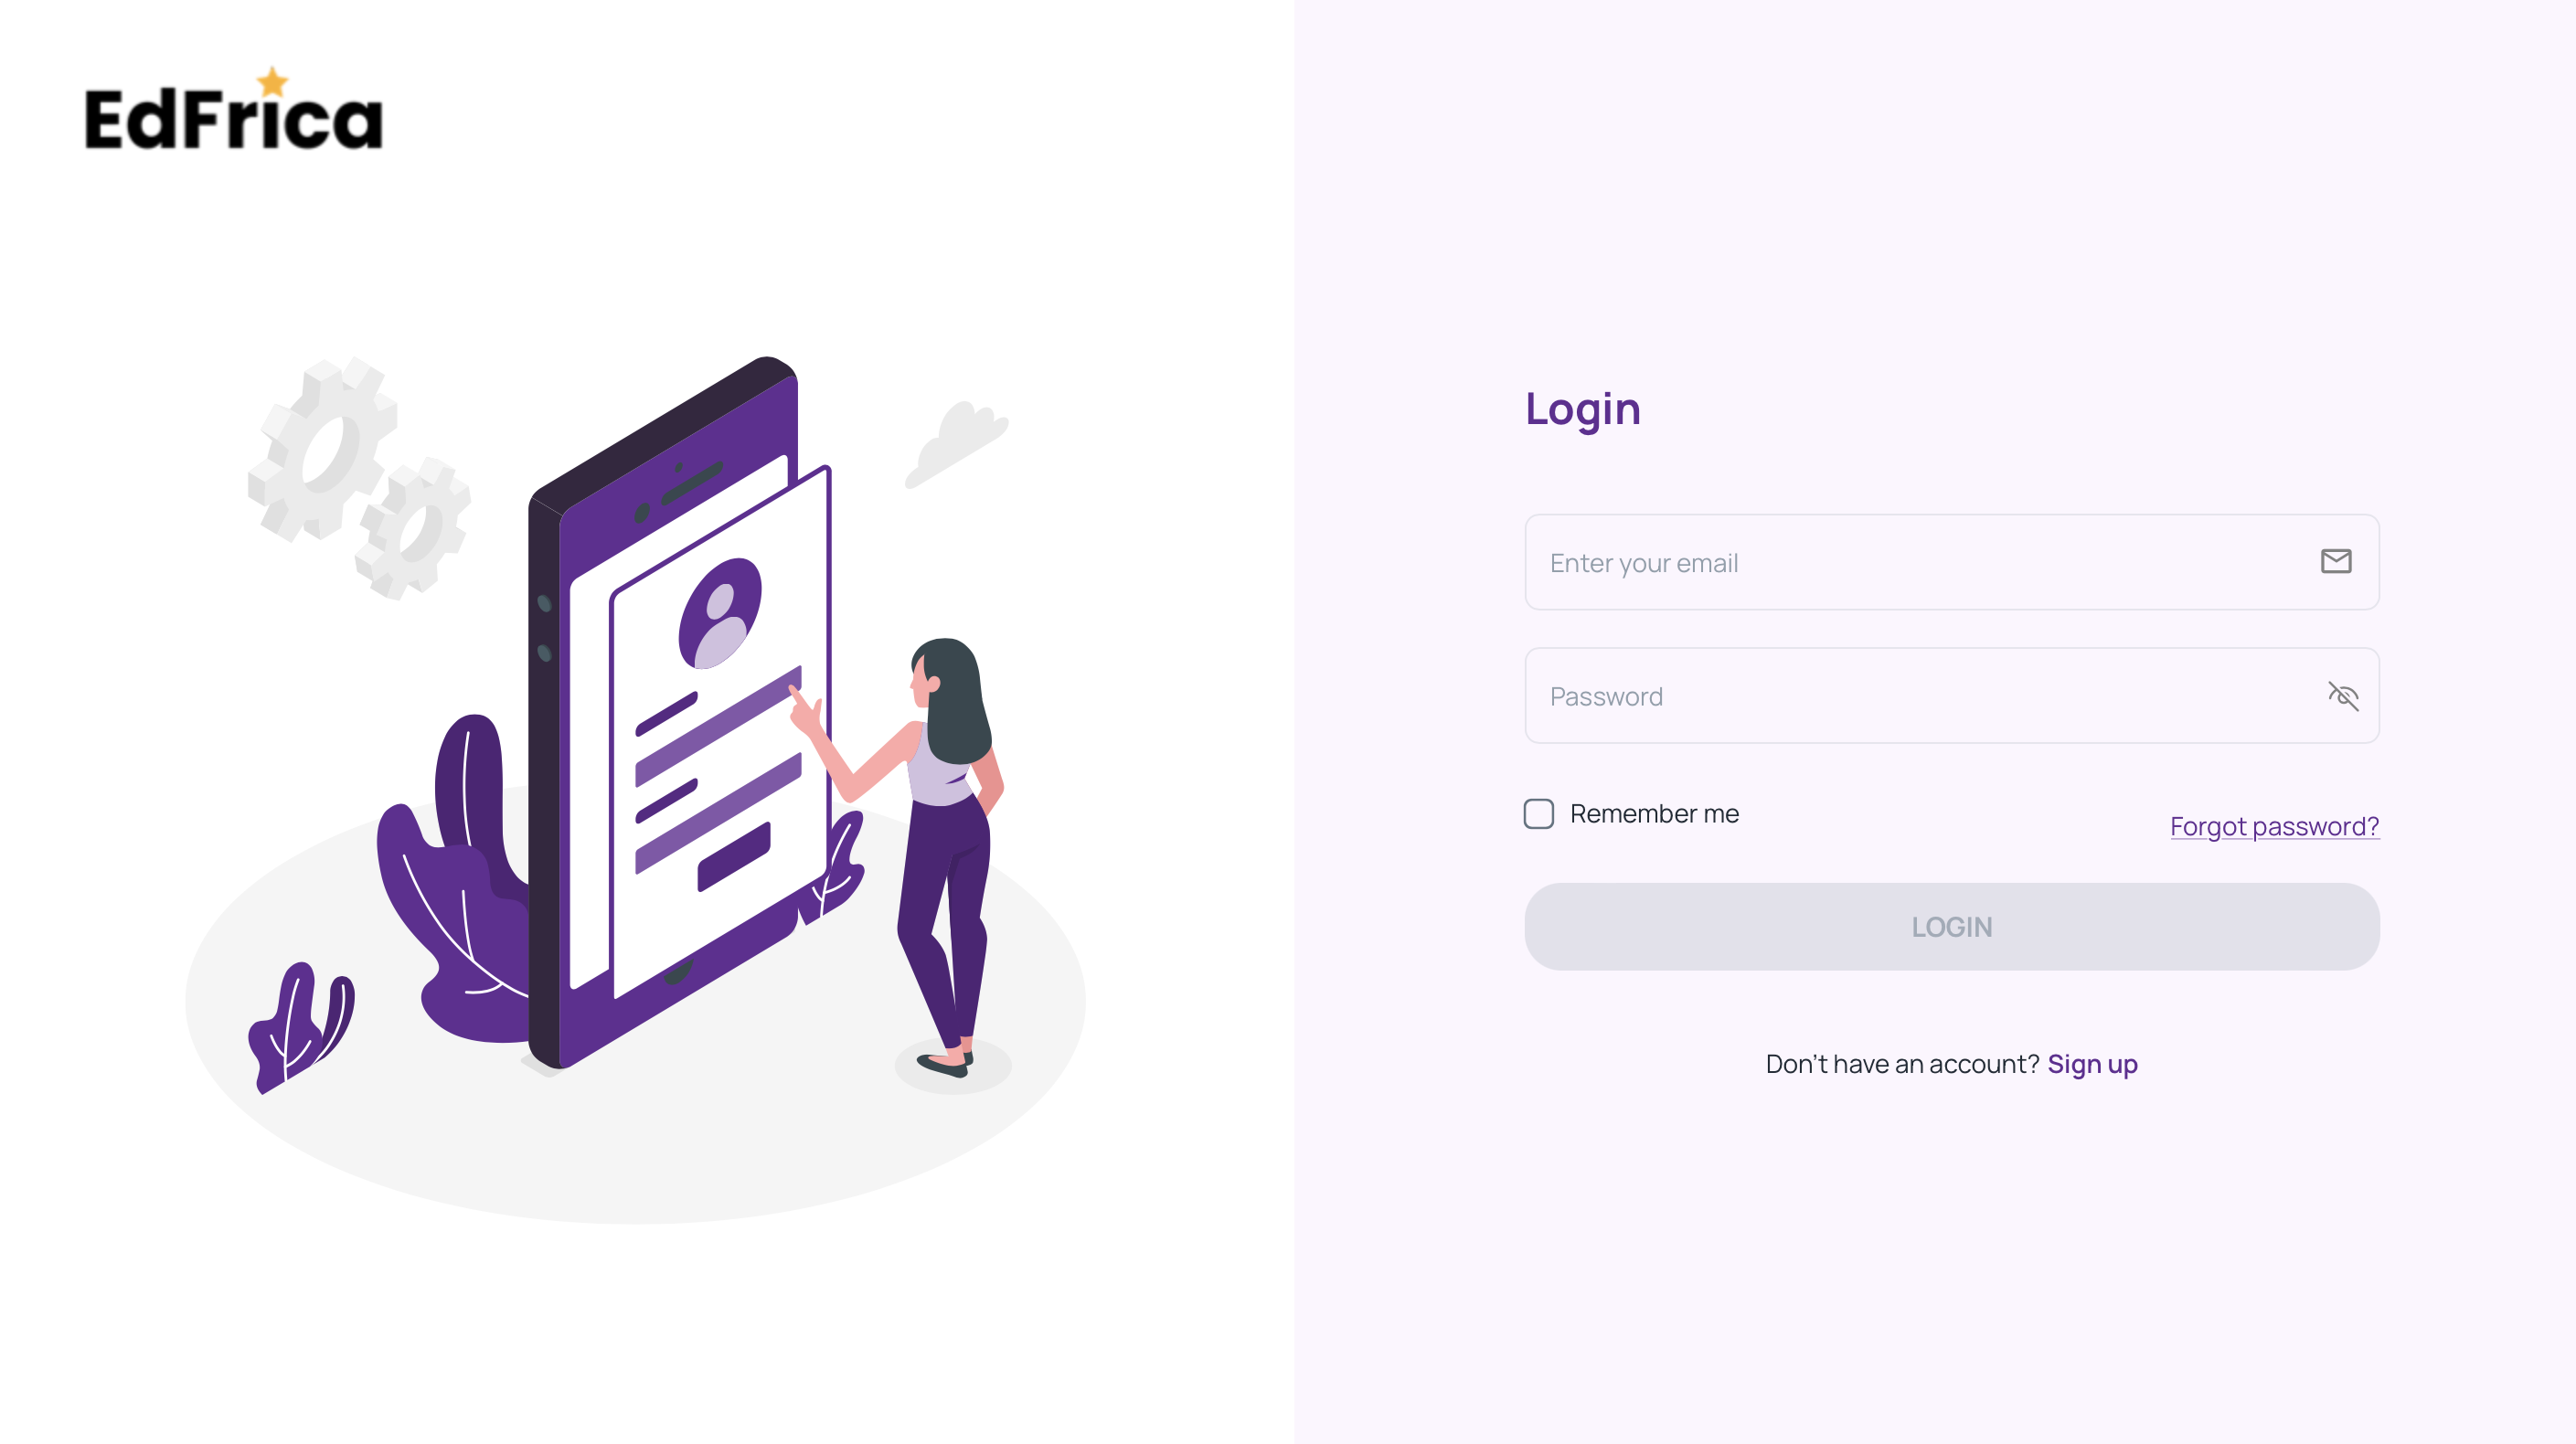 EdFrica
Login
Enter your email
Password
Remember me
Forgot password?
LOGIN
Don't have an account? Sign up